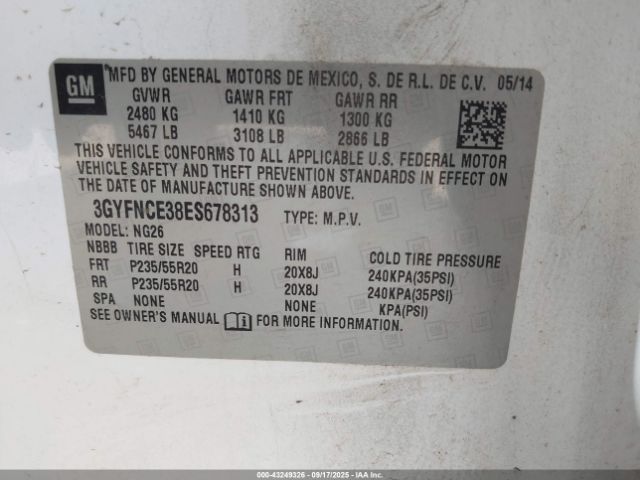 GM
MFD BY GENERAL MOTORS DE MEXICO, S. DE R.L. DE C.V. 05/14
GVWR GAWR FRT GAWR RR
2480 KG 1410 KG 1300 KG
5467 LB 3108 LB 2866 LB
THIS VEHICLE CONFORMS TO ALL APPLICABLE U.S. FEDERAL MOTOR
VEHICLE SAFETY AND THEFT PREVENTION STANDARDS IN EFFECT ON
THE DATE OF MANUFACTURE SHOWN ABOVE.
3GYFNCE38ES678313 TYPE: M.P.V.
MODEL: NG26
NBBB TIRE SIZE SPEED RTG RIM COLD TIRE PRESSURE
FRT P235/55R20 H 20X8J 240KPA(35PSI)
RR P235/55R20 H 20X8J 240KPA(35PSI)
SPA NONE NONE KPA(PSI)
SEE OWNER'S MANUAL FOR MORE INFORMATION.
000-43249326 - 09/17/2025 - IAAI.COM